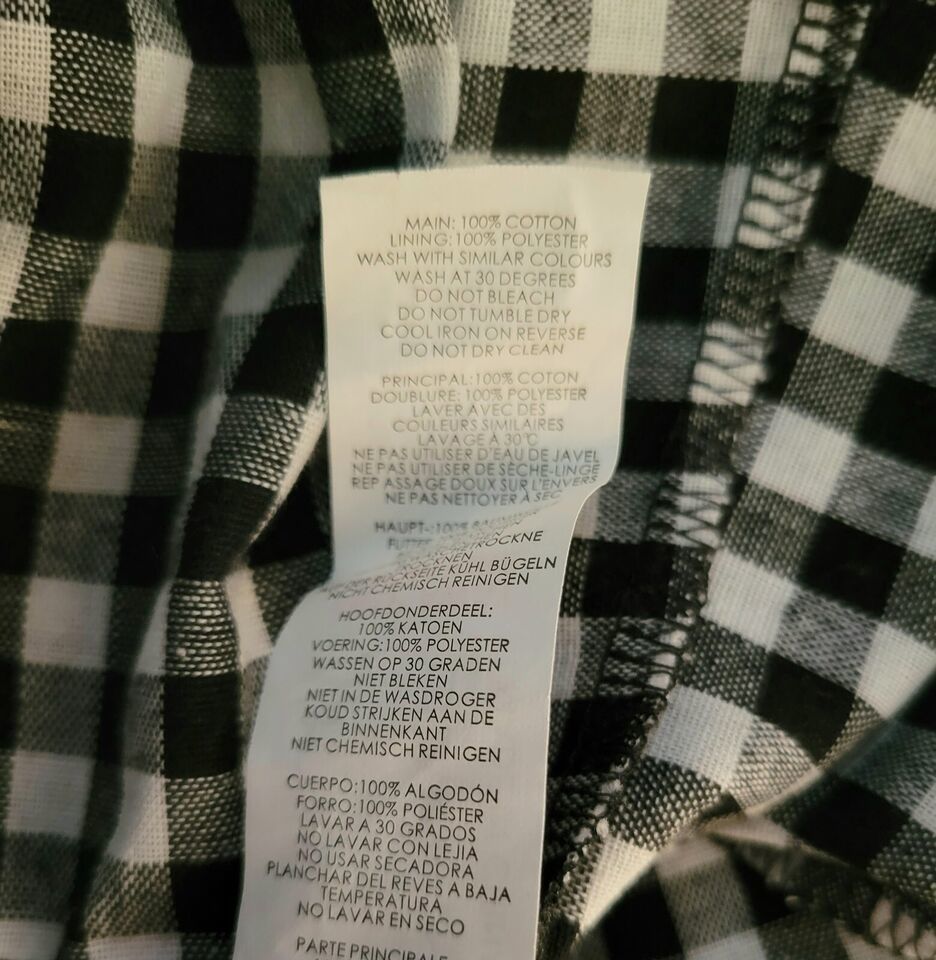 MAIN: 100% COTTON
LINING: 100% POLYESTER
WASH WITH SIMILAR COLOURS
WASH AT 30 DEGREES
DO NOT BLEACH
DO NOT TUMBLE DRY
COOL IRON ON REVERSE
DO NOT DRY CLEAN
PRINCIPAL: 100% COTON
DOUBLURE: 100% POLYESTER
LAVER AVEC DES
COULEURS SIMILAIRES
LAVAGE À 30°C
NE PAS UTILISER D'EAU DE JAVEL
NE PAS UTILISER DE SÈCHE-LINGE
REPASSAGE DOUX SUR L'ENVERS
NE PAS NETTOYER À SEC
HAUPT-: 100%
DER RÜCKSEITE KÜHL BÜGELN
NICHT CHEMISCH REINIGEN
HOOFDONDERDEEL:
100% KATOEN
VOERING: 100% POLYESTER
WASSEN OP 30 GRADEN
NIET BLEKEN
NIET IN DE WASDROGER
KOUD STRIJKEN AAN DE
BINNENKANT
NIET CHEMISCH REINIGEN
CUERPO: 100% ALGODÓN
FORRO: 100% POLIÉSTER
LAVAR A 30 GRADOS
NO LAVAR CON LEJIA
NO USAR SECADORA
PLANCHAR DEL REVES A BAJA
TEMPERATURA
NO LAVAR EN SECO
PARTE PRINCIPALE